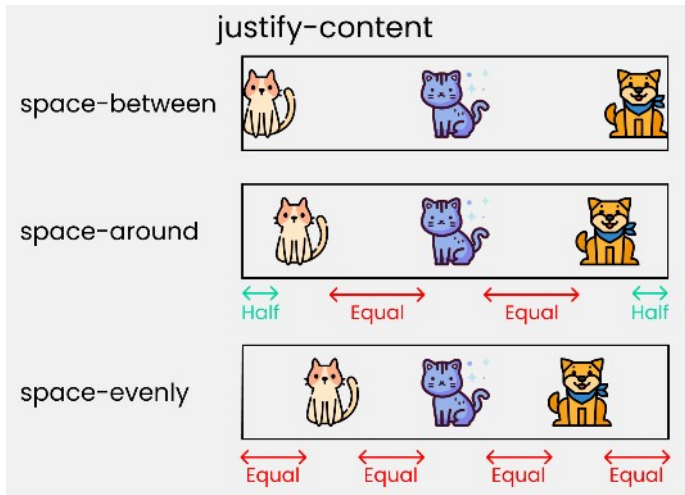 justify-content
space-between
space-around
Half Equal Equal Half
space-evenly
Equal Equal Equal Equal